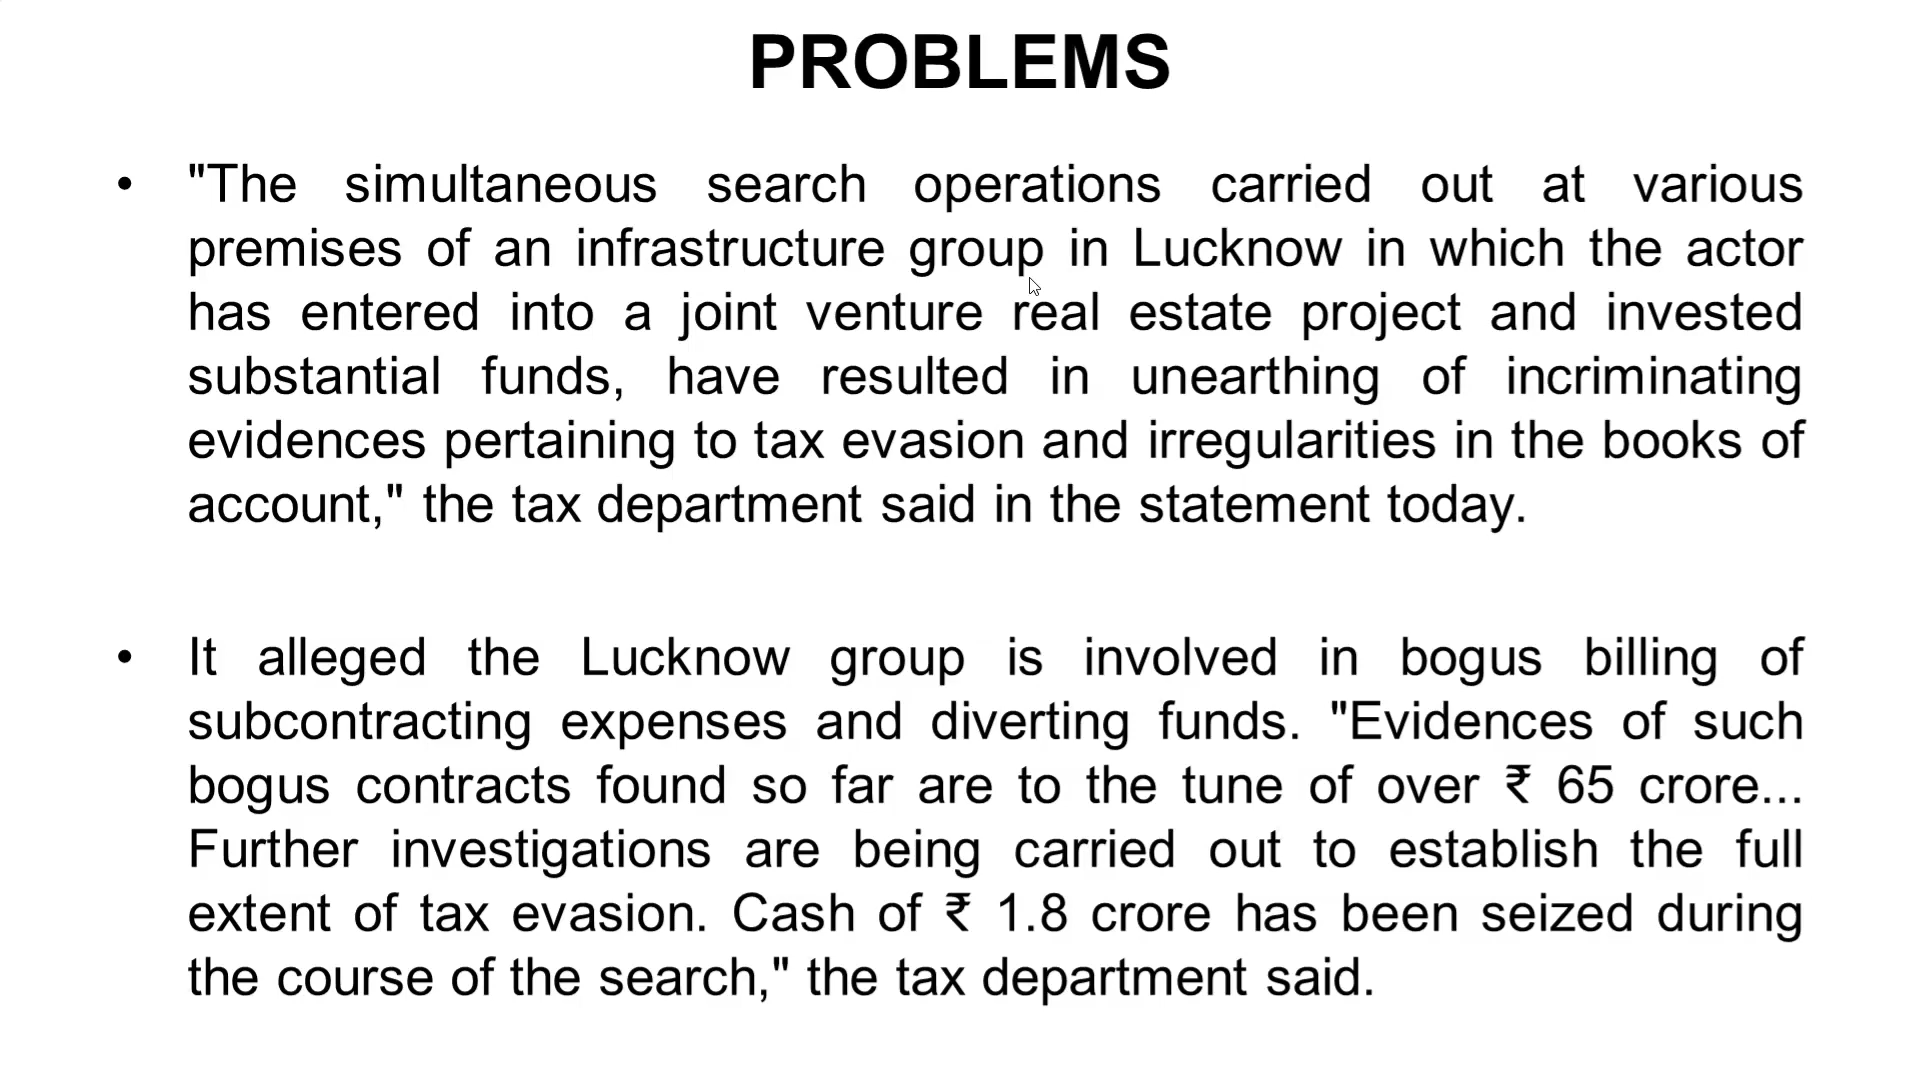 PROBLEMS
• "The simultaneous search operations carried out at various
premises of an infrastructure group in Lucknow in which the actor
has entered into a joint venture real estate project and invested
substantial funds, have resulted in unearthing of incriminating
evidences pertaining to tax evasion and irregularities in the books of
account," the tax department said in the statement today.
• It alleged the Lucknow group is involved in bogus billing of
subcontracting expenses and diverting funds. "Evidences of such
bogus contracts found so far are to the tune of over ₹ 65 crore...
Further investigations are being carried out to establish the full
extent of tax evasion. Cash of ₹ 1.8 crore has been seized during
the course of the search," the tax department said.